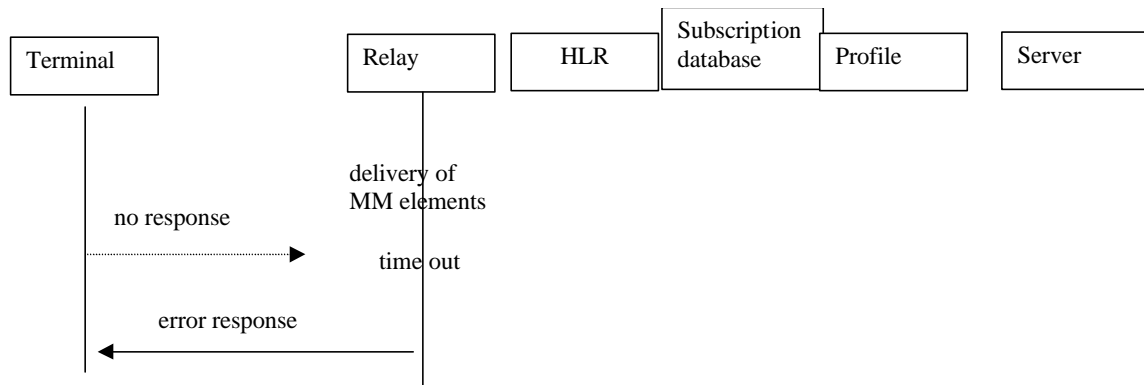 Terminal
Relay
HLR
Subscription
database
Profile
Server
delivery of
MM elements
no response
time out
error response